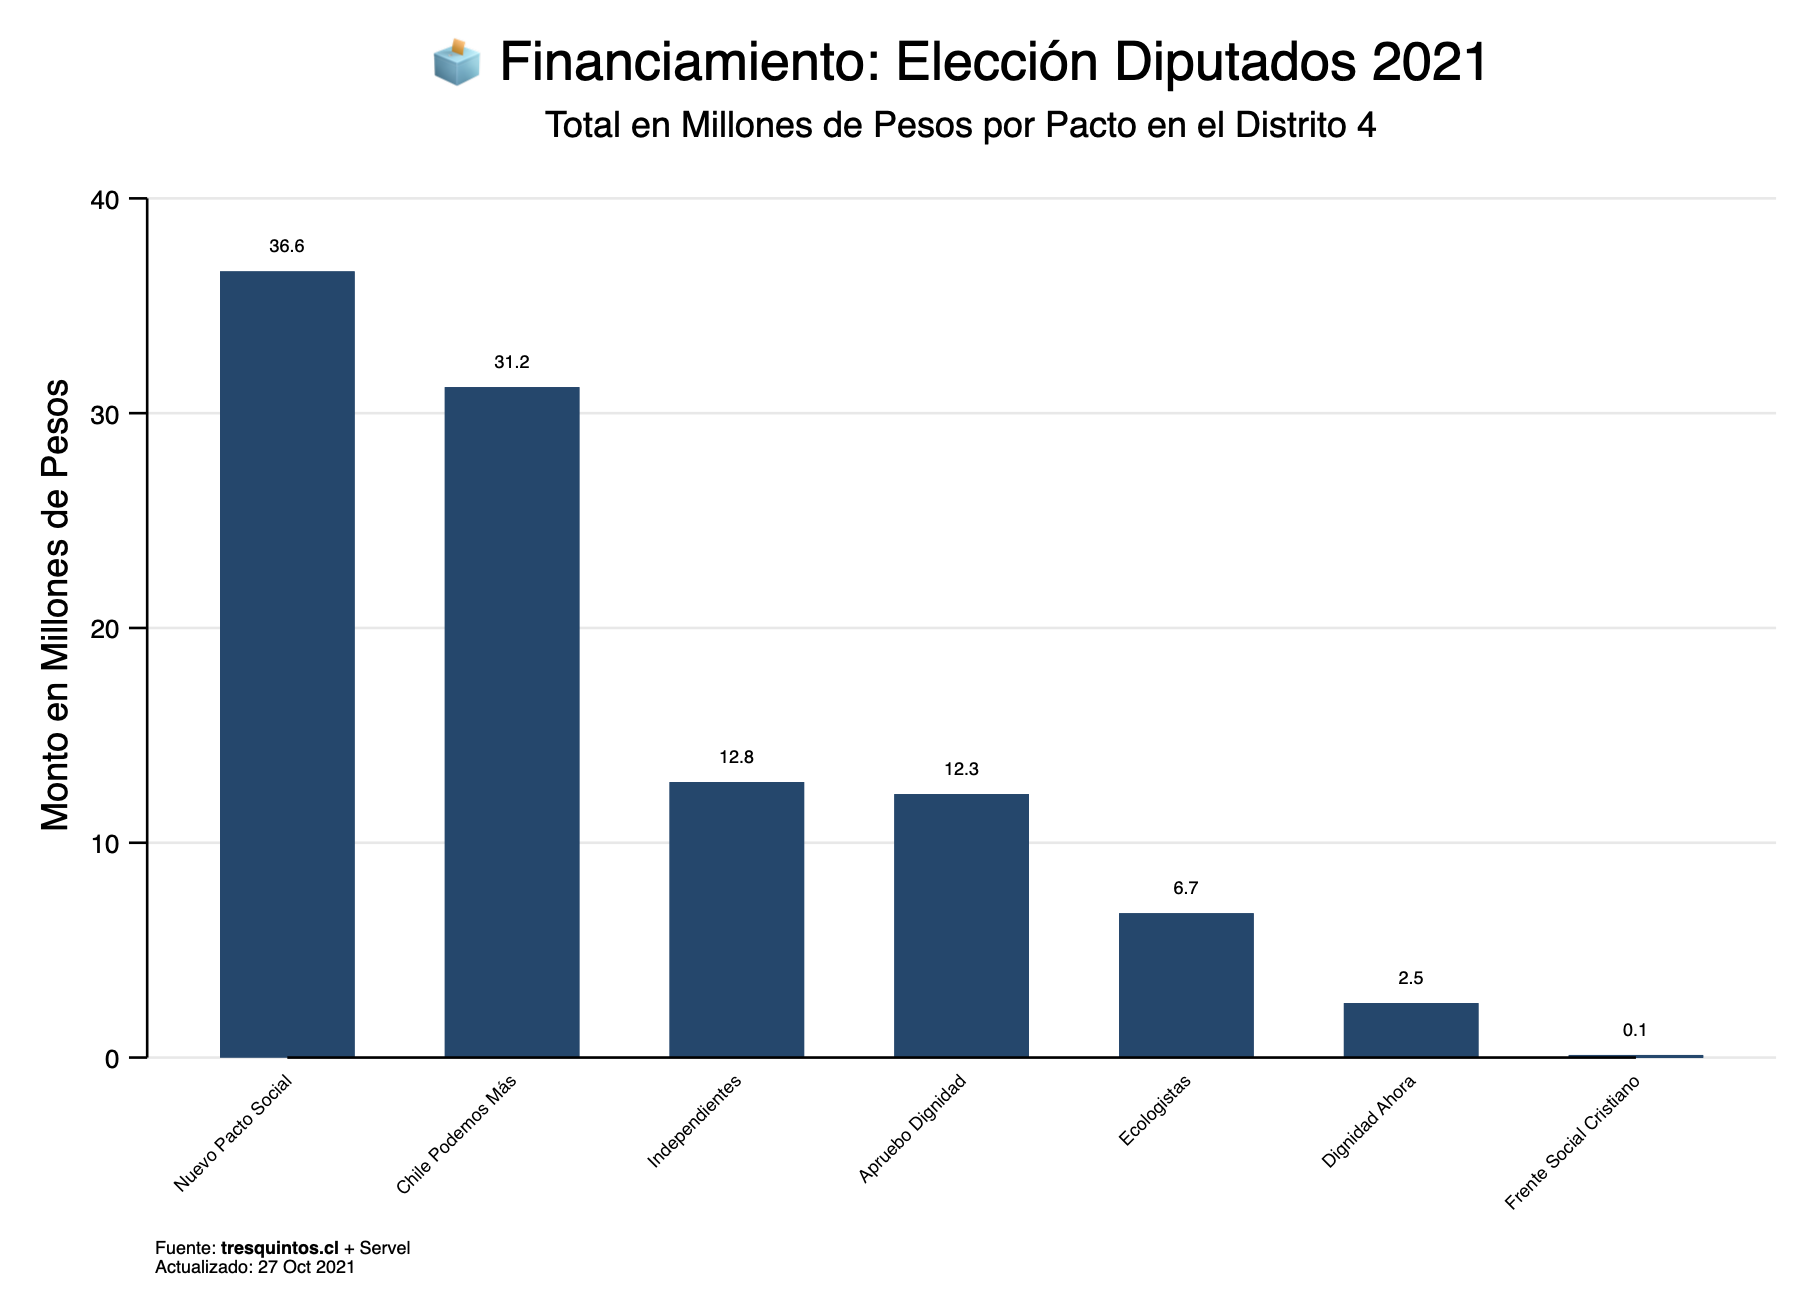 Financiamiento: Elección Diputados 2021
Total en Millones de Pesos por Pacto en el Distrito 4
Monto en Millones de Pesos
40
30
20
10
0
36.6
31.2
12.8
12.3
6.7
2.5
0.1
Nuevo Pacto Social
Chile Podemos Más
Independientes
Apruebo Dignidad
Ecologistas
Dignidad Ahora
Frente Social Cristiano
Fuente: tresquintos.cl + Servel
Actualizado: 27 Oct 2021